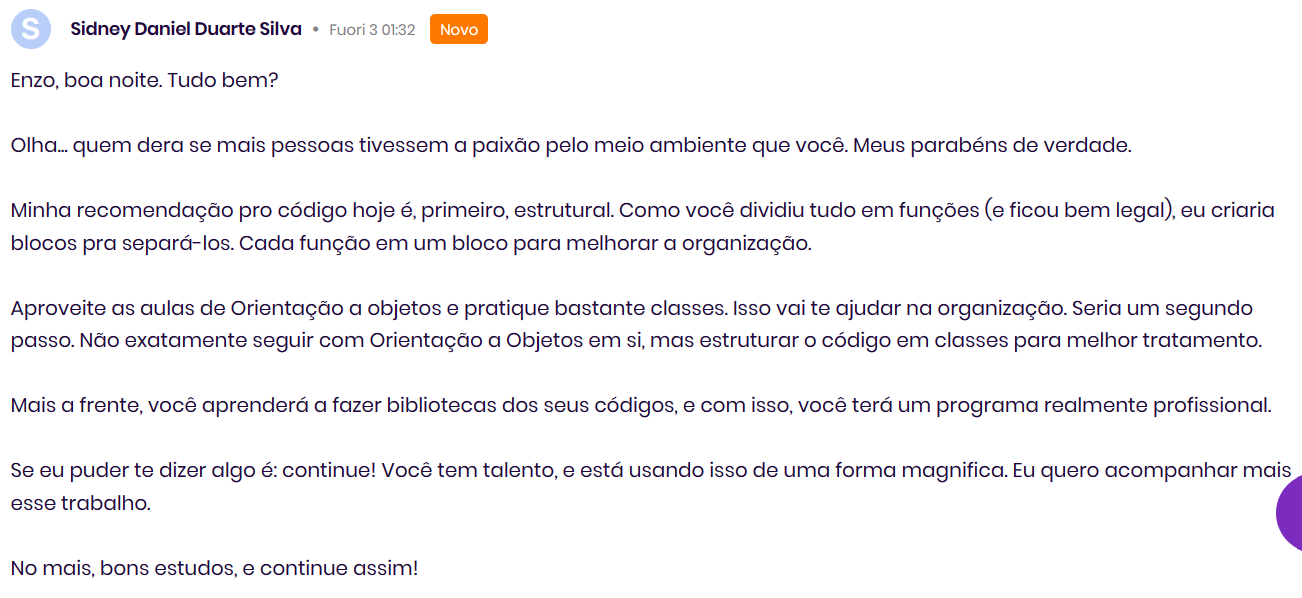 S
Sidney Daniel Duarte Silva • Fuori 3 01:32 Novo
Enzo, boa noite. Tudo bem?
Olha... quem dera se mais pessoas tivessem a paixão pelo meio ambiente que você. Meus parabéns de verdade.
Minha recomendação pro código hoje é, primeiro, estrutural. Como você dividiu tudo em funções (e ficou bem legal), eu criaria
blocos pra separá-los. Cada função em um bloco para melhorar a organização.
Aproveite as aulas de Orientação a objetos e pratique bastante classes. Isso vai te ajudar na organização. Seria um segundo
passo. Não exatamente seguir com Orientação a Objetos em si, mas estruturar o código em classes para melhor tratamento.
Mais a frente, você aprenderá a fazer bibliotecas dos seus códigos, e com isso, você terá um programa realmente profissional.
Se eu puder te dizer algo é: continue! Você tem talento, e está usando isso de uma forma magnifica. Eu quero acompanhar mais
esse trabalho.
No mais, bons estudos, e continue assim!